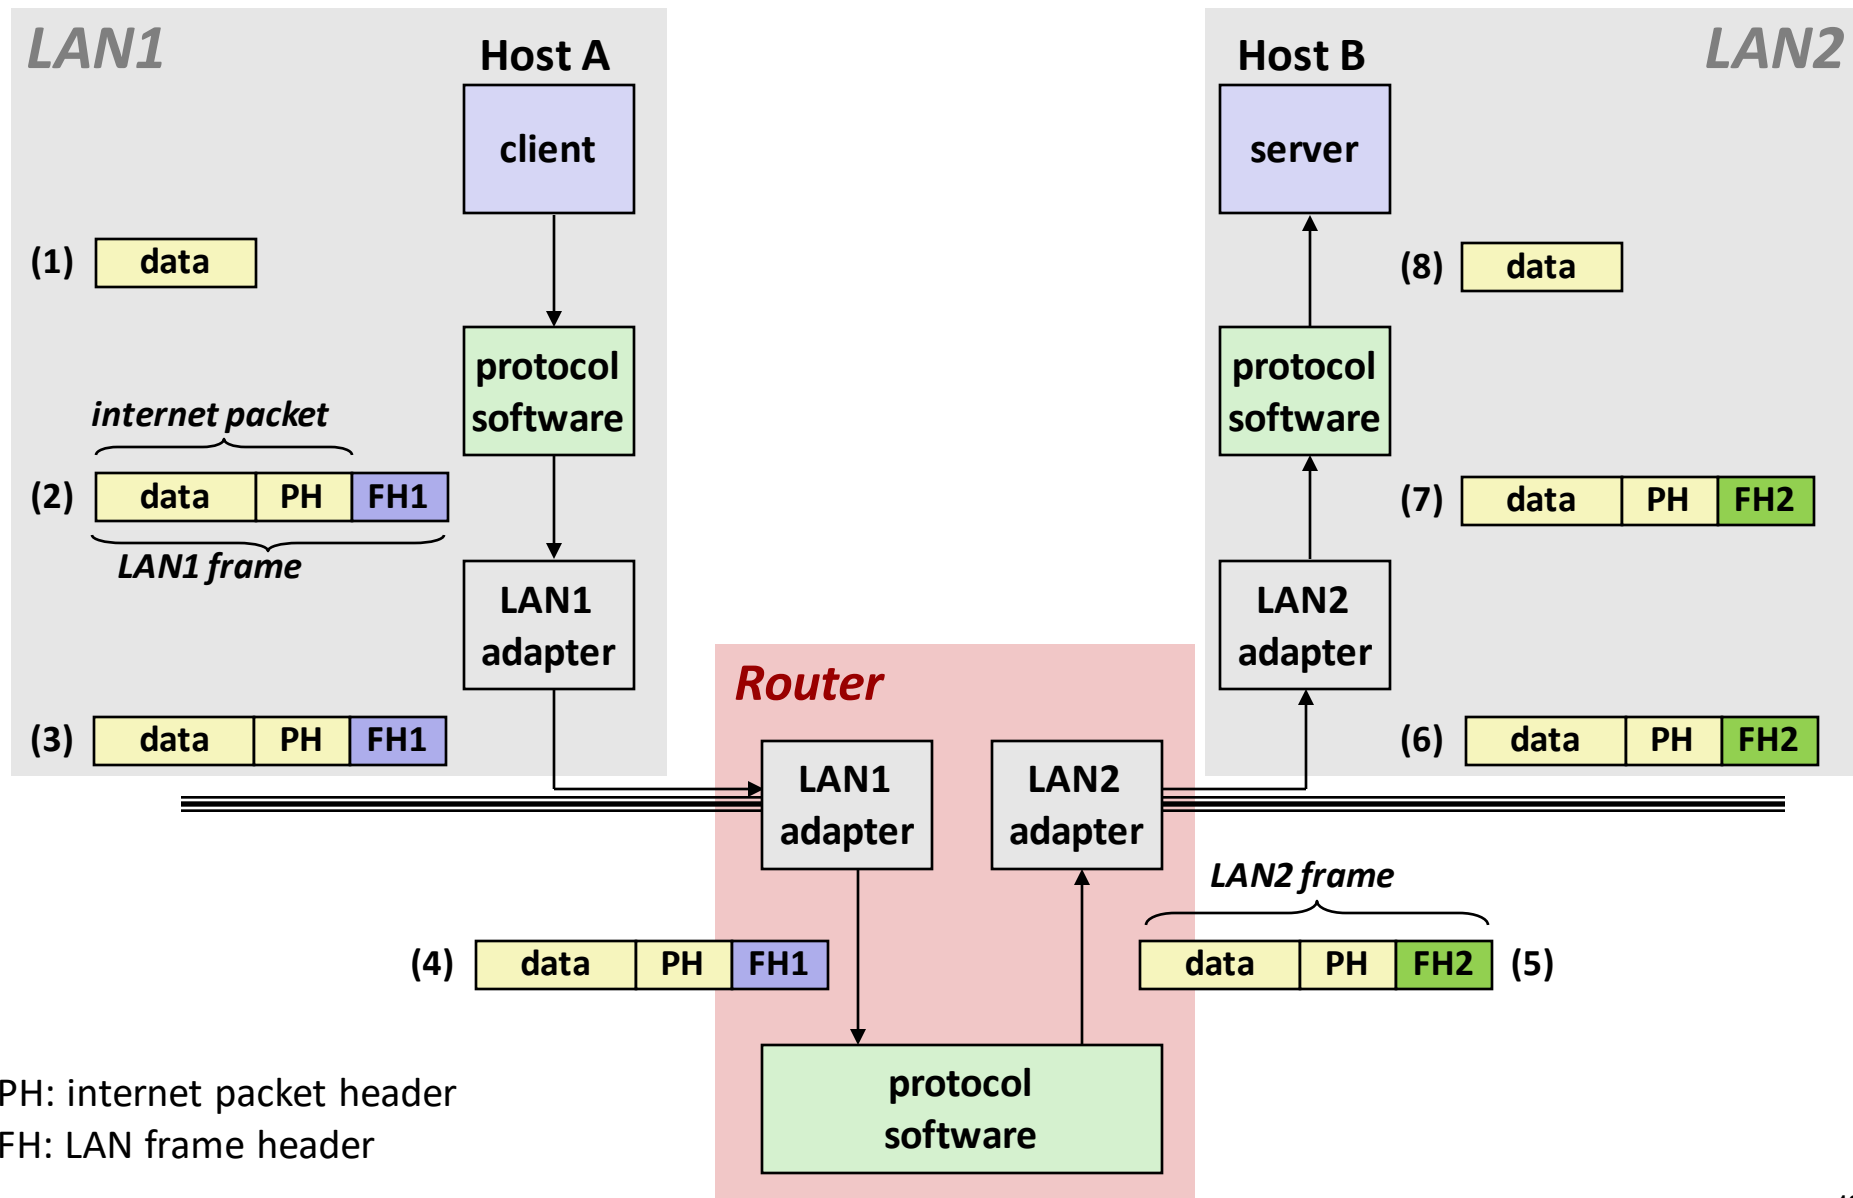 LAN1
Host A
client
(1) data
protocol
software
internet packet
(2) data PH FH1
LAN1 frame
LAN1
adapter
(3) data PH FH1
Host B
LAN2
server
(8) data
protocol
software
(7) data PH FH2
LAN2
adapter
(6) data PH FH2
Router
LAN1
adapter
LAN2
adapter
LAN2 frame
(4) data PH FH1
data PH FH2 (5)
protocol
software
PH: internet packet header
FH: LAN frame header